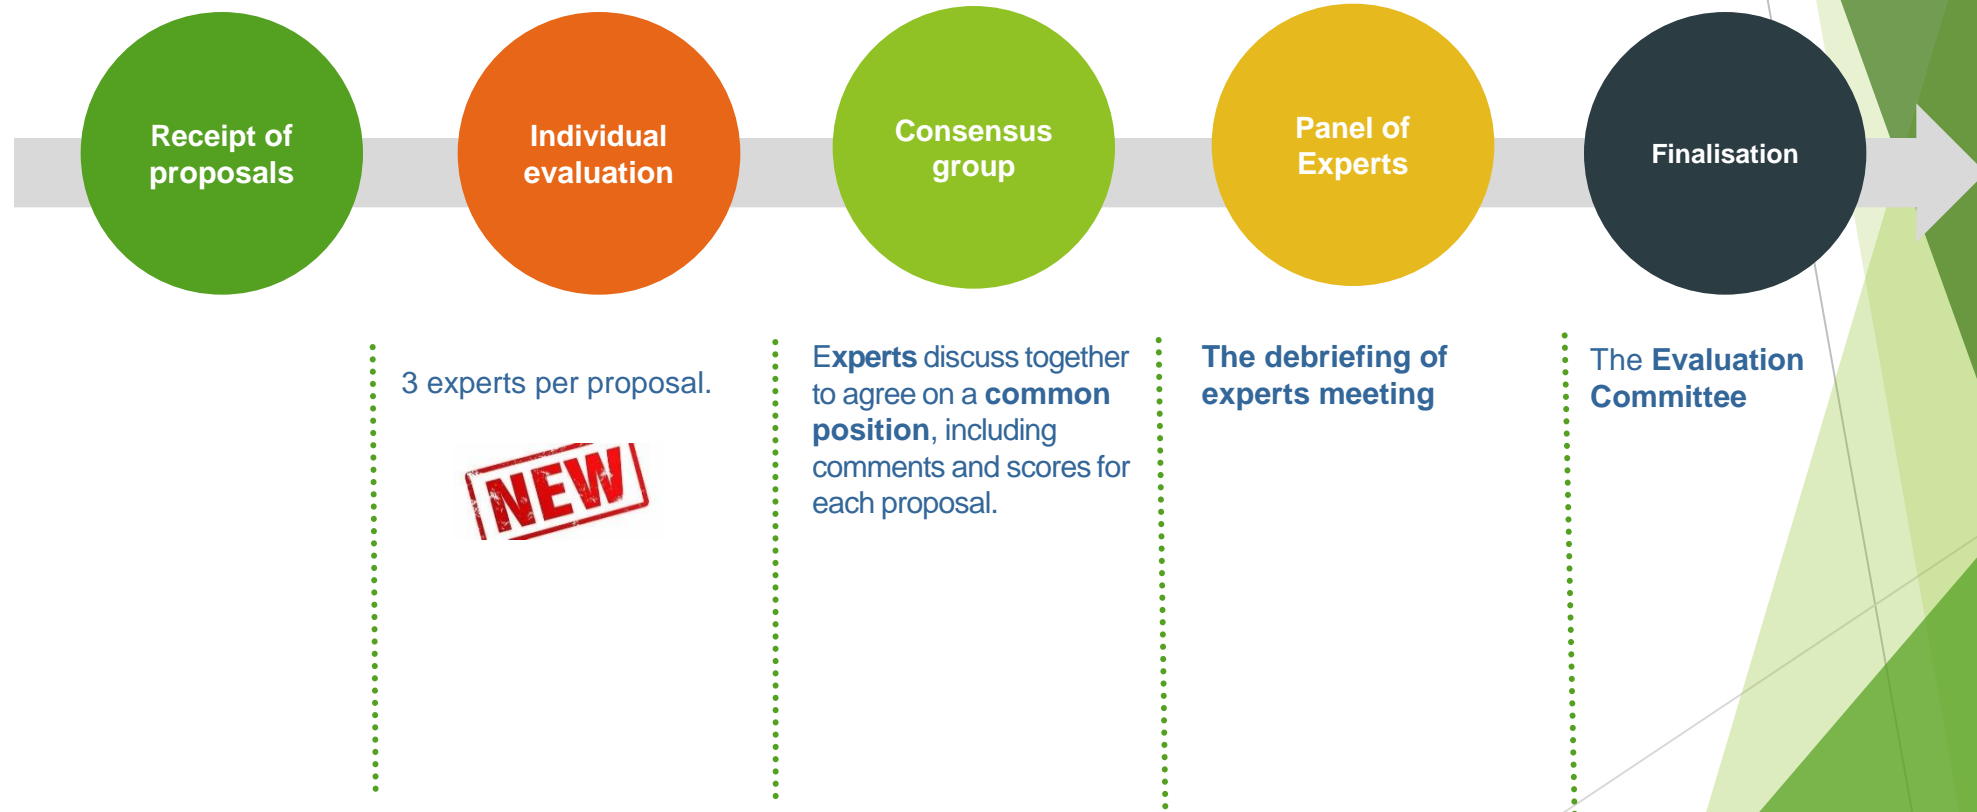 Receipt of
proposals
Individual
evaluation
Consensus
group
Panel of
Experts
Finalisation
3 experts per proposal.
NEW
Experts discuss together
to agree on a common
position, including
comments and scores for
each proposal.
The debriefing of
experts meeting
The Evaluation
Committee